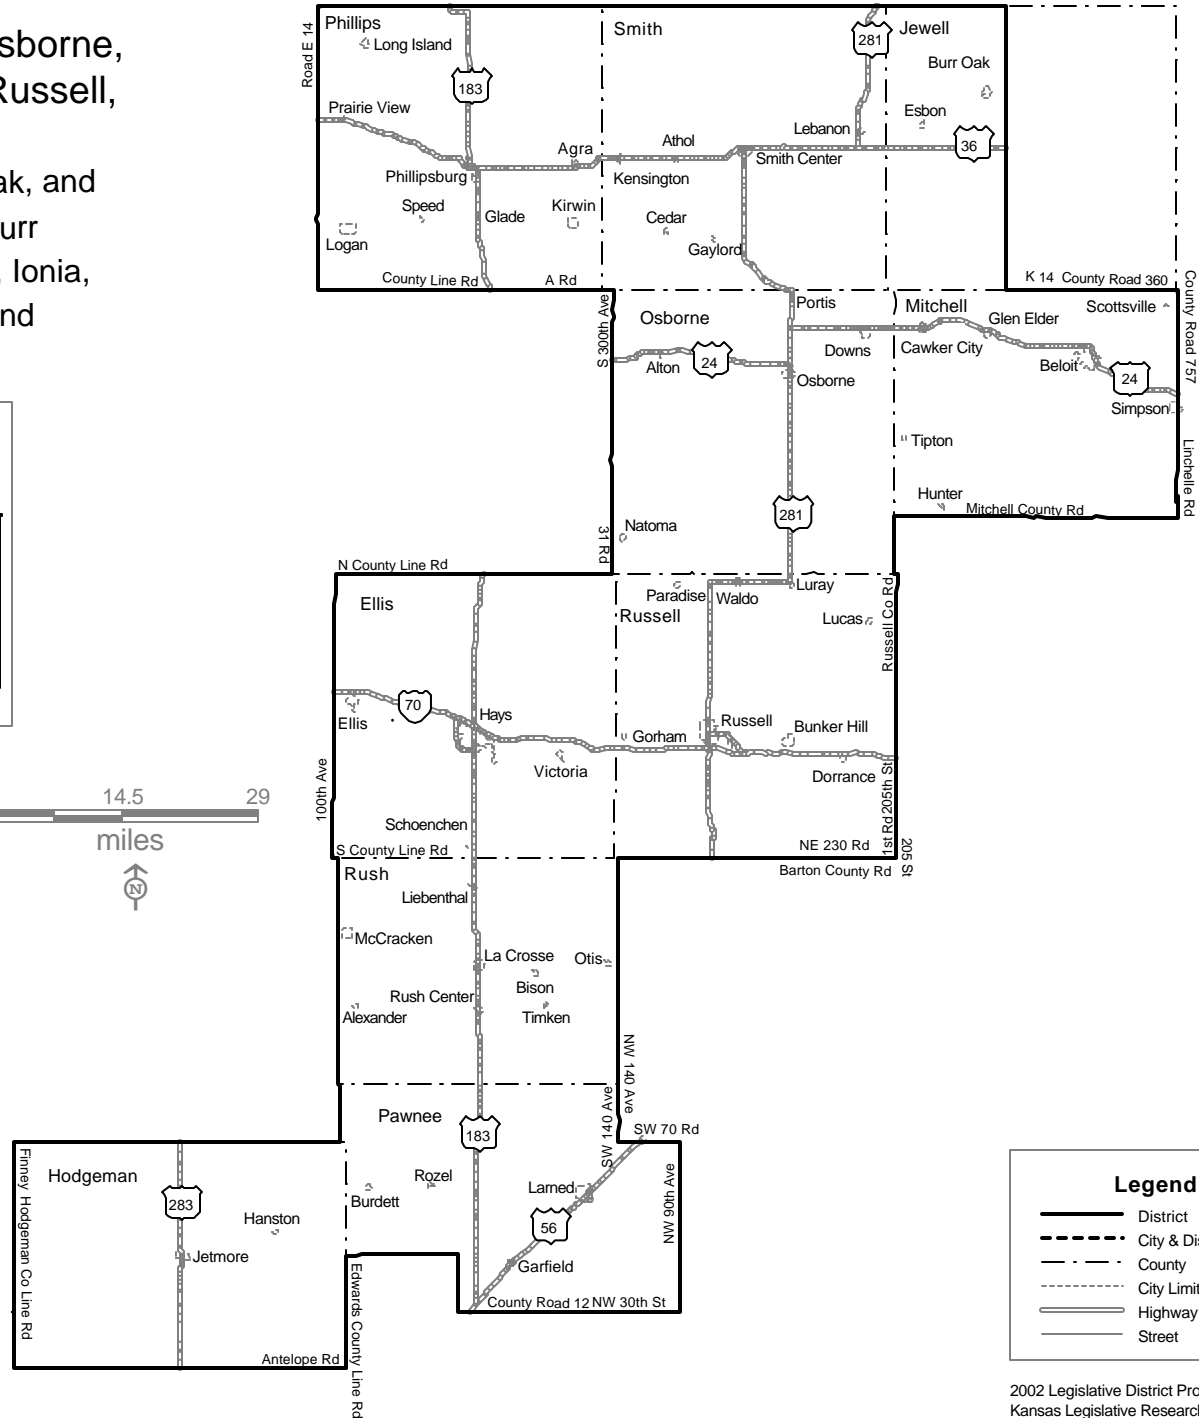 sborne,
Russell,
ak, and
urr
, Ionia,
nd
Road E 14
Phillips
Long Island
183
Smith
281
Jewell
Burr Oak
Esbon
Prairie View
Lebanon
36
Agra
Athol
Smith Center
Phillipsburg
Kensington
Speed
Glade
Kirwin
Cedar
Logan
Gaylord
County Line Rd
A Rd
K 14
County Road 360
County Road 757
S 300th Ave
Portis
Mitchell
Scottsville
Osborne
Glen Elder
Downs
Cawker City
Alton
24
Osborne
Beloit
24
Simpson
Tipton
Linchelle Rd
Hunter
Mitchell County Rd
281
Natoma
31 Rd
N County Line Rd
Paradise
Waldo
Luray
Ellis
Russell
Lucas
Russell Co Rd
70
Ellis
Hays
Gorham
Russell
Bunker Hill
Victoria
Dorrance
100th Ave
1st Rd
205th St
14.5
29
miles
N
Schoenchen
S County Line Rd
NE 230 Rd
Barton County Rd
205 St
Rush
Liebenthal
McCracken
La Crosse
Otis
Bison
Rush Center
Alexander
Timken
NW 140 Ave
SW 140 Ave
Pawnee
183
SW 70 Rd
Finney Hodgeman Co Line Rd
Hodgeman
283
Hanston
Jetmore
Burdett
Rozel
Larned
NW 90th Ave
56
Garfield
County Road 12
NW 30th St
Edwards County Line Rd
Antelope Rd
Legend
District
City & Dis
County
City Limit
Highway
Street
2002 Legislative District Pro
Kansas Legislative Research